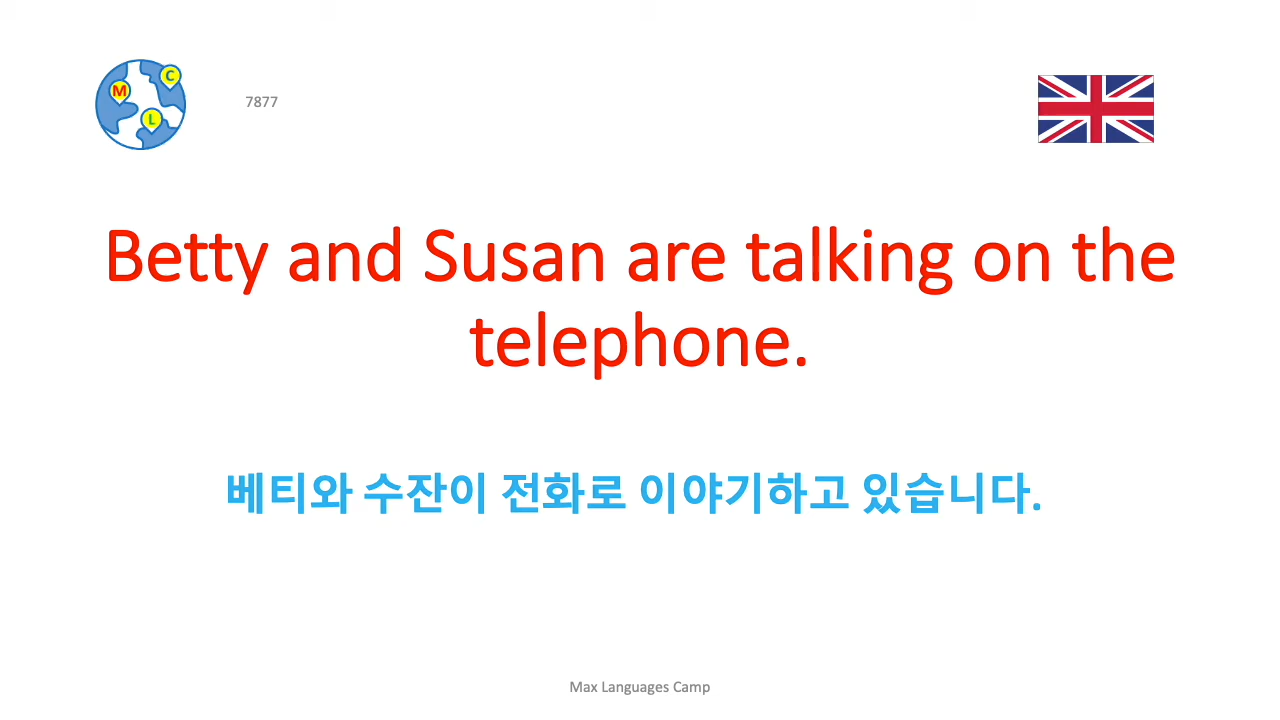 C
M
L
7877
Betty and Susan are talking on the
telephone.
베티와 수잔이 전화로 이야기하고 있습니다.
Max Languages Camp